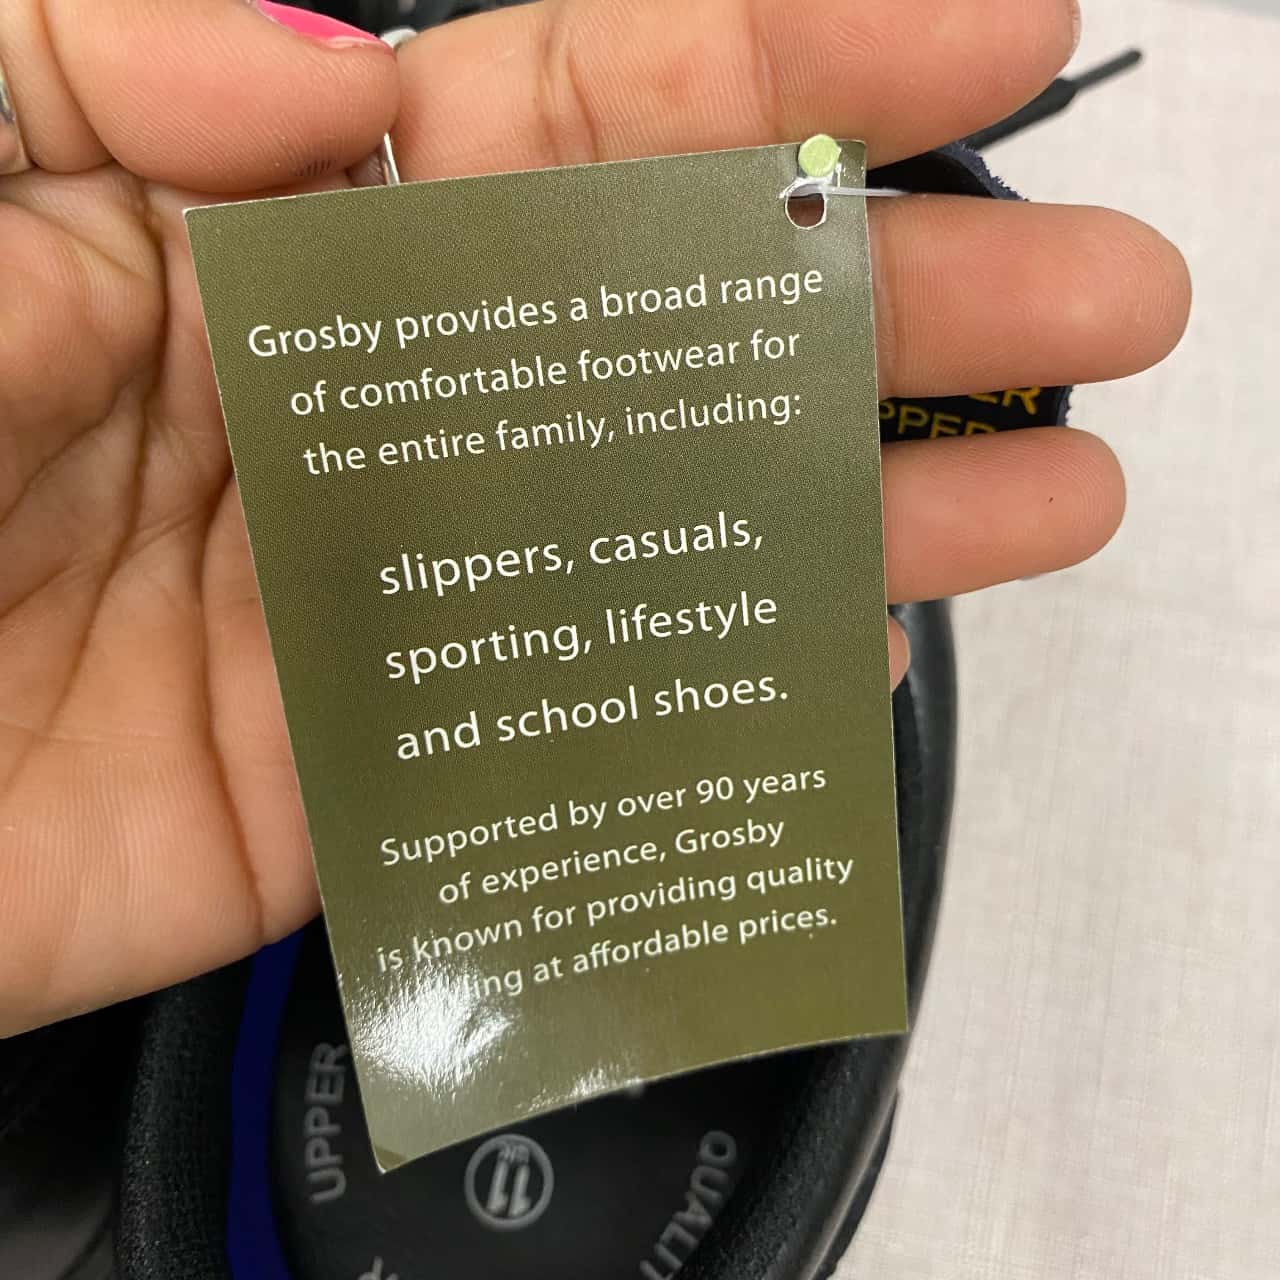 Grosby provides a broad range
of comfortable footwear for
the entire family, including:
slippers, casuals,
sporting, lifestyle
and school shoes.
Supported by over 90 years
of experience, Grosby
is known for providing quality
at affordable prices.
UPPER
11